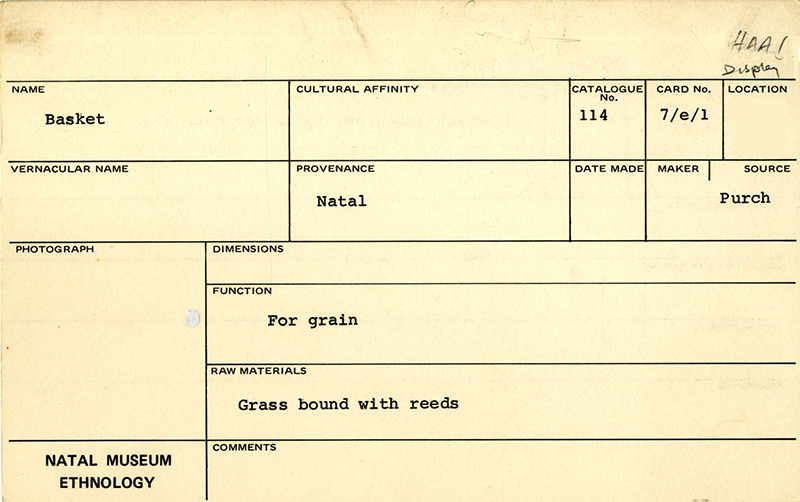 HAA1
Display
NAME
Basket
CULTURAL AFFINITY
CATALOGUE No.
114
CARD No.
7/e/1
LOCATION
VERNACULAR NAME
PROVENANCE
Natal
DATE MADE
MAKER
SOURCE
Purch
PHOTOGRAPH
DIMENSIONS
FUNCTION
For grain
RAW MATERIALS
Grass bound with reeds
NATAL MUSEUM
ETHNOLOGY
COMMENTS